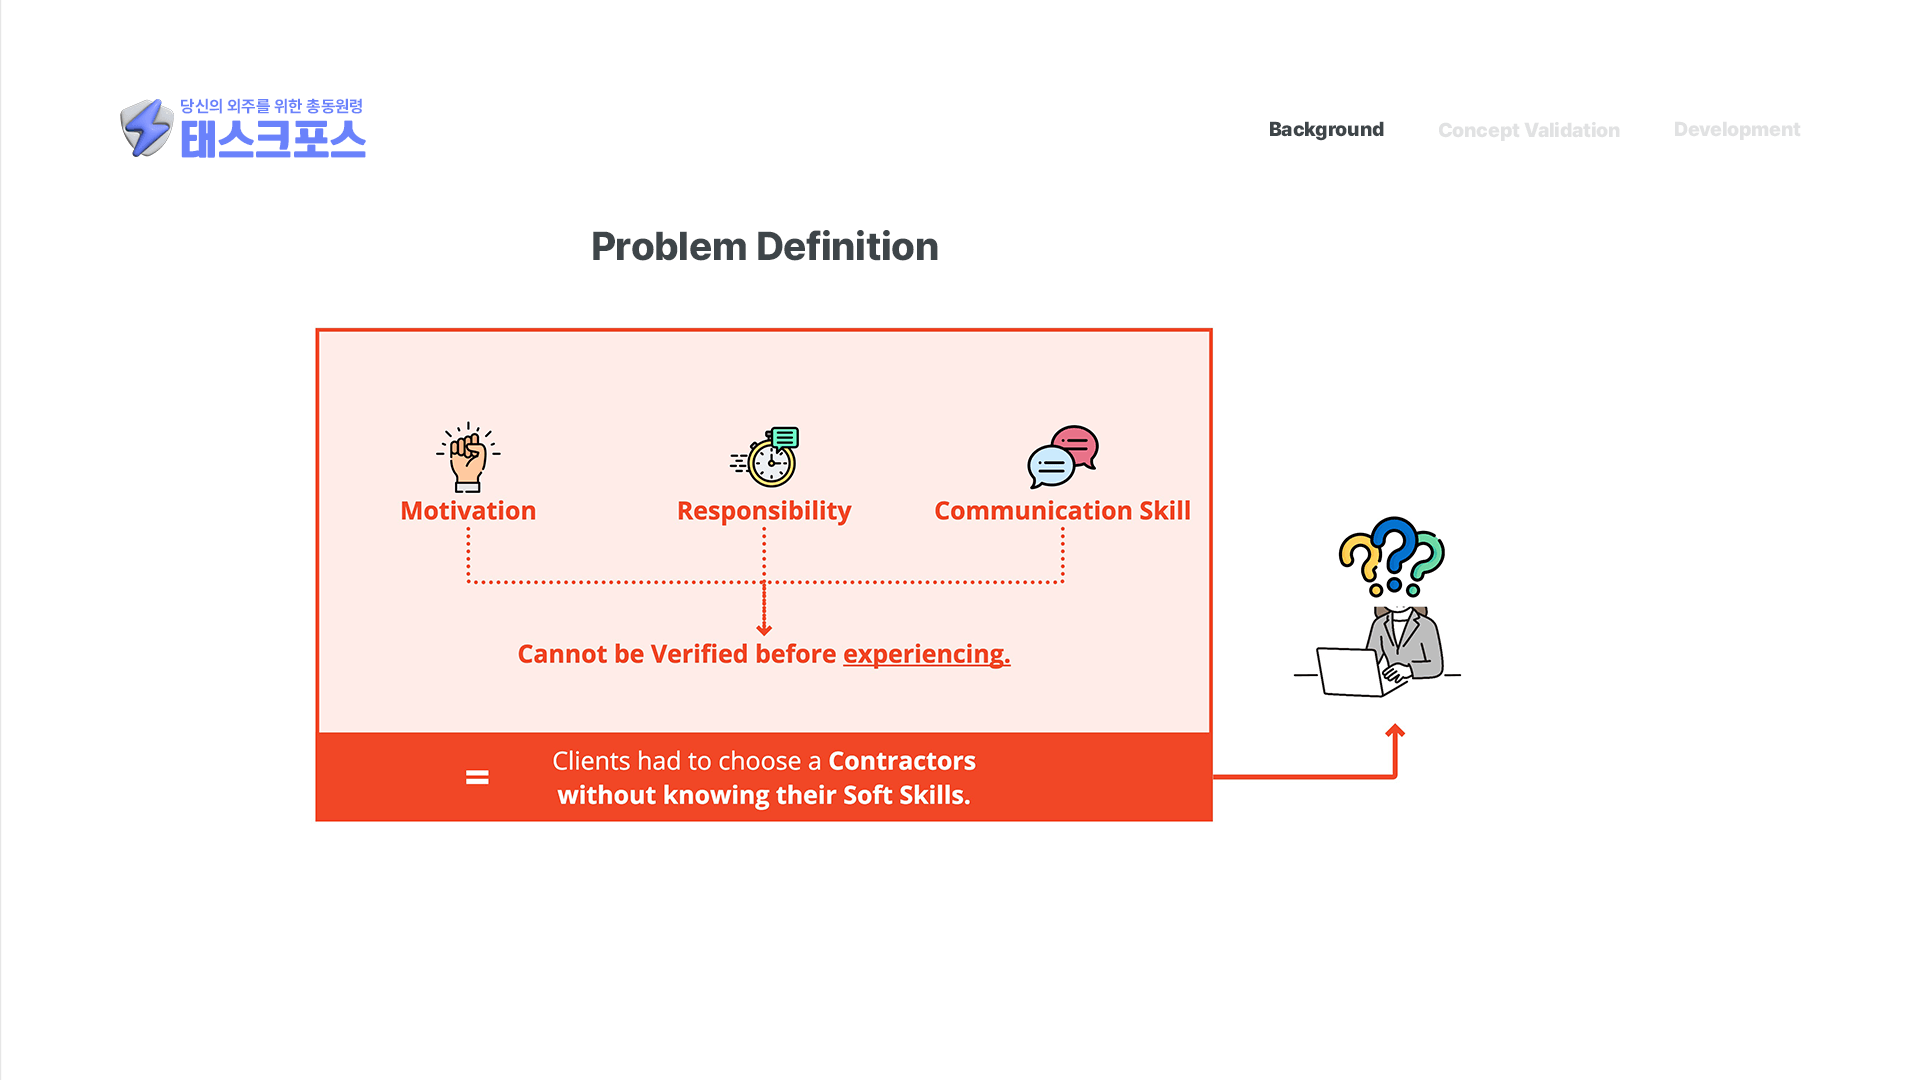 당신의 외주를 위한 총동원령
태스크포스
Background
Concept Validation
Development
Problem Definition
Motivation
Responsibility
Communication Skill
Cannot be Verified before experiencing.
= Clients had to choose a Contractors
without knowing their Soft Skills.